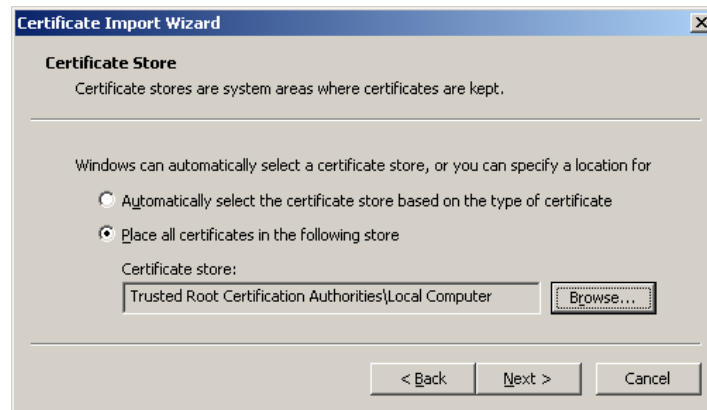 Certificate Import Wizard
Certificate Store
Certificate stores are system areas where certificates are kept.
Windows can automatically select a certificate store, or you can specify a location for
Automatically select the certificate store based on the type of certificate
Place all certificates in the following store
Certificate store:
Trusted Root Certification Authorities\Local Computer
Browse...
< Back
Next >
Cancel